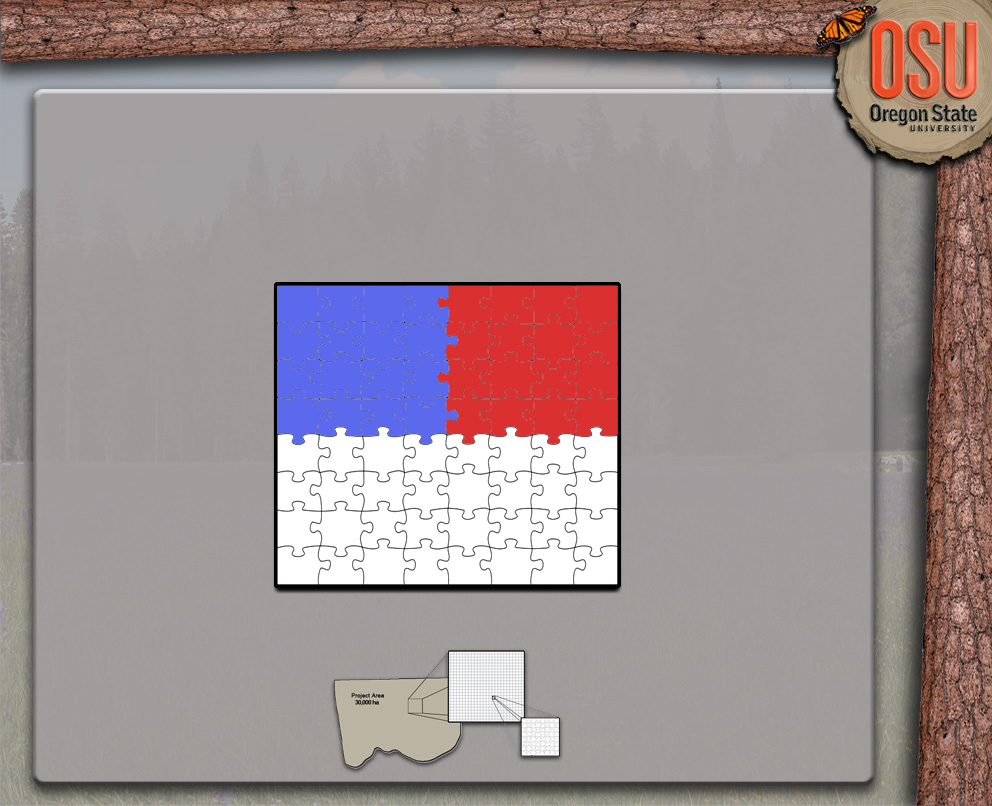 OSU
Oregon State
UNIVERSITY
Project Area
30,000 ha